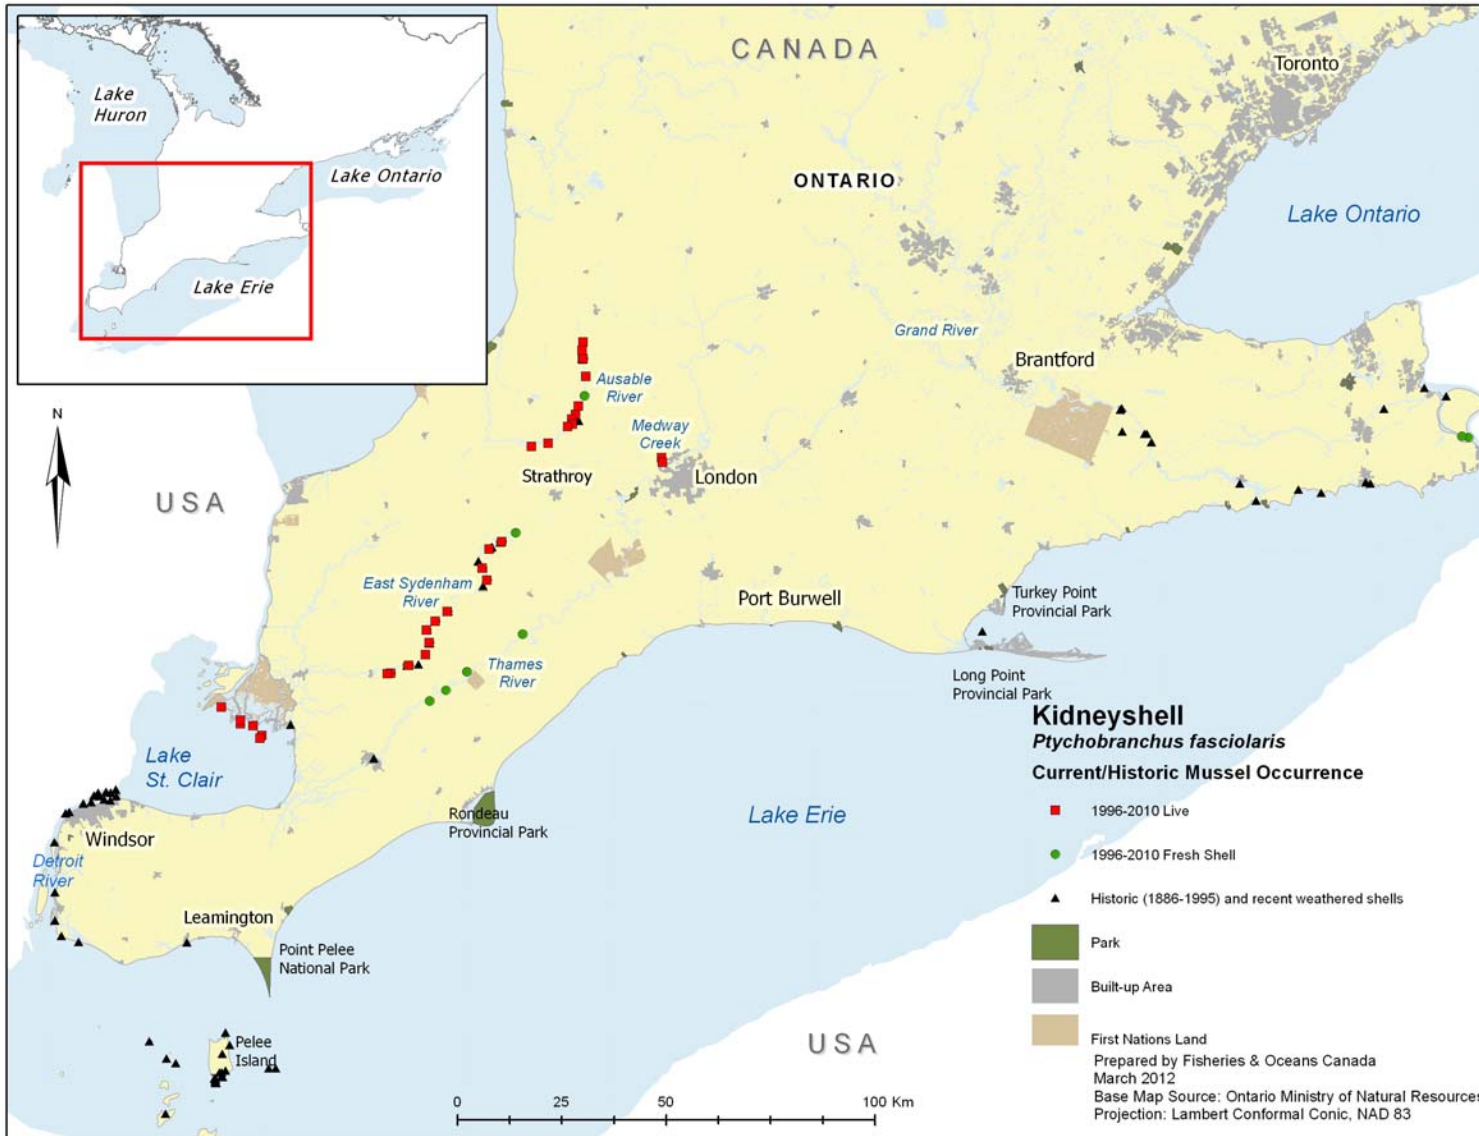 Lake
Huron
Lake Ontario
Lake Erie
CANADA
Toronto
ONTARIO
Lake Ontario
Grand River
Brantford
Ausable
River
Medway
Creek
N
Strathroy
London
USA
East Sydenham
River
Port Burwell
Turkey Point
Provincial Park
Thames
River
Long Point
Provincial Park
Lake
St. Clair
Rondeau
Provincial Park
Lake Erie
Windsor
Detroit
River
Leamington
Point Pelee
National Park
Pelee
Island
USA
0 25 50 100 Km
Kidneyshell
Ptychobranchus fasciolaris
Current/Historic Mussel Occurrence
1996-2010 Live
1996-2010 Fresh Shell
Historic (1886-1995) and recent weathered shells
Park
Built-up Area
First Nations Land
Prepared by Fisheries & Oceans Canada
March 2012
Base Map Source: Ontario Ministry of Natural Resources
Projection: Lambert Conformal Conic, NAD 83